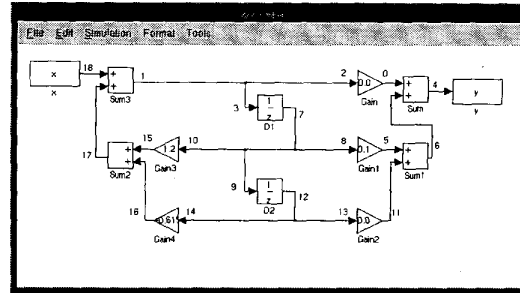 File Edit Simulation Format Tools
x
x
18
+
+
Sum3
1
2
0.0
Gain
0
+
+
Sum
4
y
y
3
1
z
D1
7
17
+
+
Sum2
15
1.2
Gain3
10
8
0.1
Gain1
5
+
+
Sum1
6
9
1
z
D2
12
16
0.61
Gain4
14
13
0.0
Gain2
11